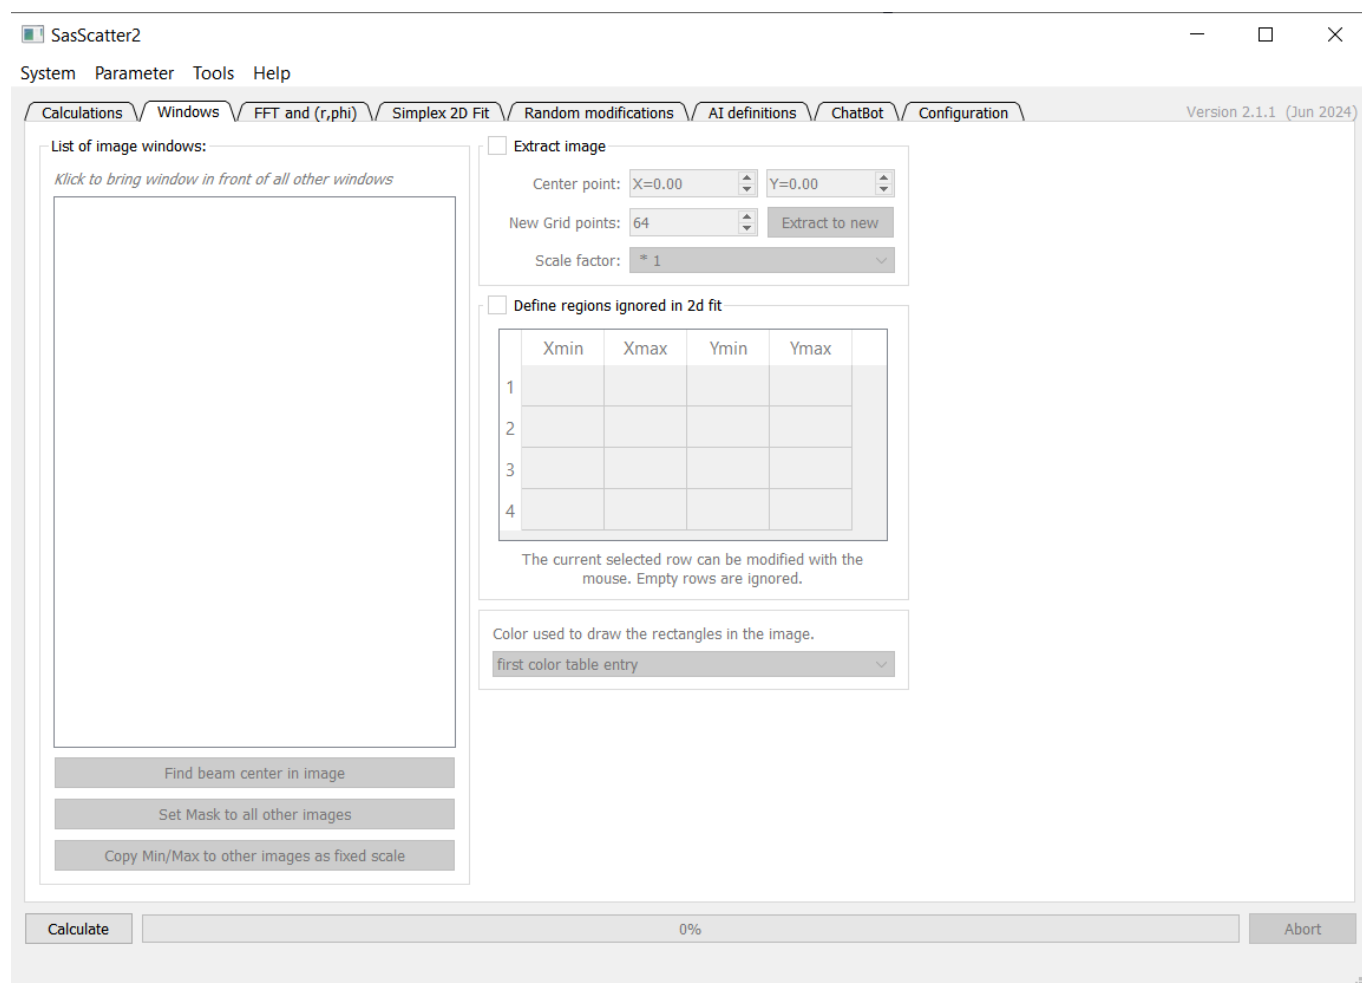 SasScatter2
System Parameter Tools Help
Calculations Windows FFT and (r,phi) Simplex 2D Fit Random modifications AI definitions ChatBot Configuration Version 2.1.1 (Jun 2024)
List of image windows:
Klick to bring window in front of all other windows
Find beam center in image
Set Mask to all other images
Copy Min/Max to other images as fixed scale
Extract image
Center point: X=0.00 Y=0.00
New Grid points: 64 Extract to new
Scale factor: * 1
Define regions ignored in 2d fit
Xmin Xmax Ymin Ymax
1
2
3
4
The current selected row can be modified with the
mouse. Empty rows are ignored.
Color used to draw the rectangles in the image.
first color table entry
Calculate 0% Abort